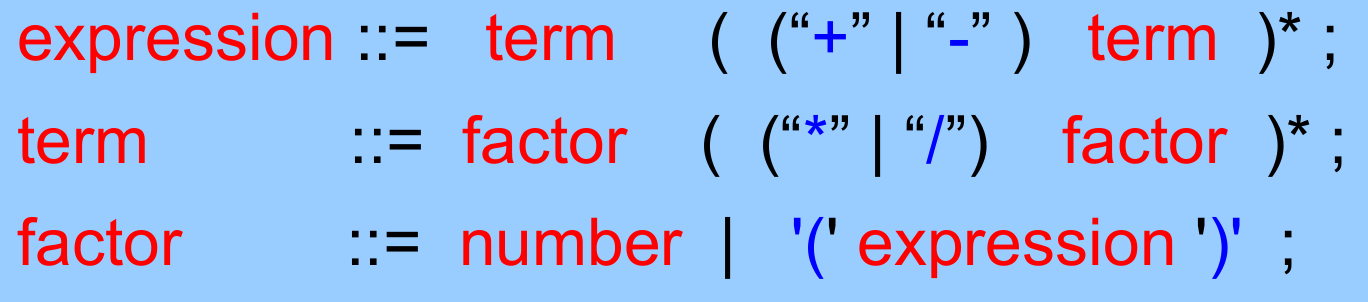 expression ::= term ( (“+” | “-” ) term )* ;
term ::= factor ( (“*” | “/”) factor )* ;
factor ::= number | '(' expression ')' ;